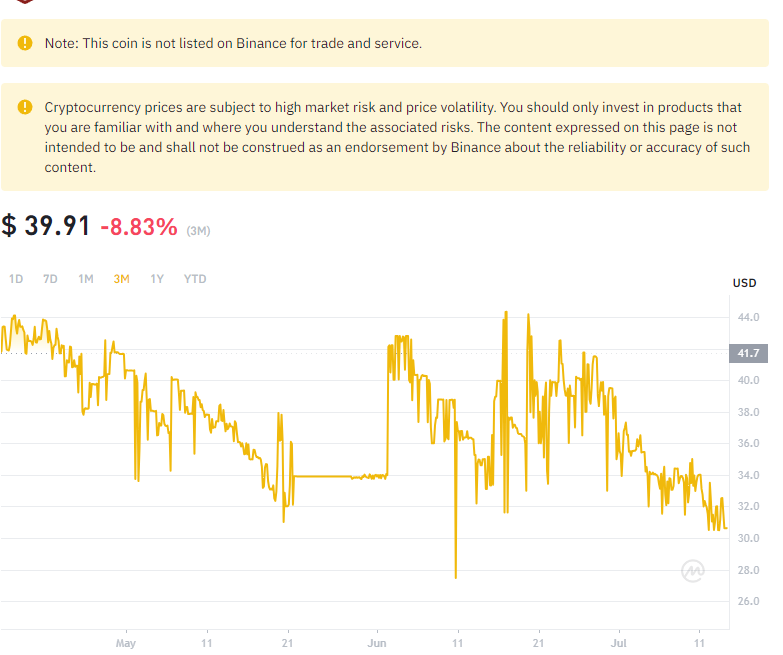 Note: This coin is not listed on Binance for trade and service.
Cryptocurrency prices are subject to high market risk and price volatility. You should only invest in products that
you are familiar with and where you understand the associated risks. The content expressed on this page is not
intended to be and shall not be construed as an endorsement by Binance about the reliability or accuracy of such
content.
$ 39.91 -8.83% (3M)
1D 7D 1M 3M 1Y YTD
USD
44.0
41.7
40.0
38.0
36.0
34.0
32.0
30.0
28.0
26.0
May 11 21 Jun 11 21 Jul 11